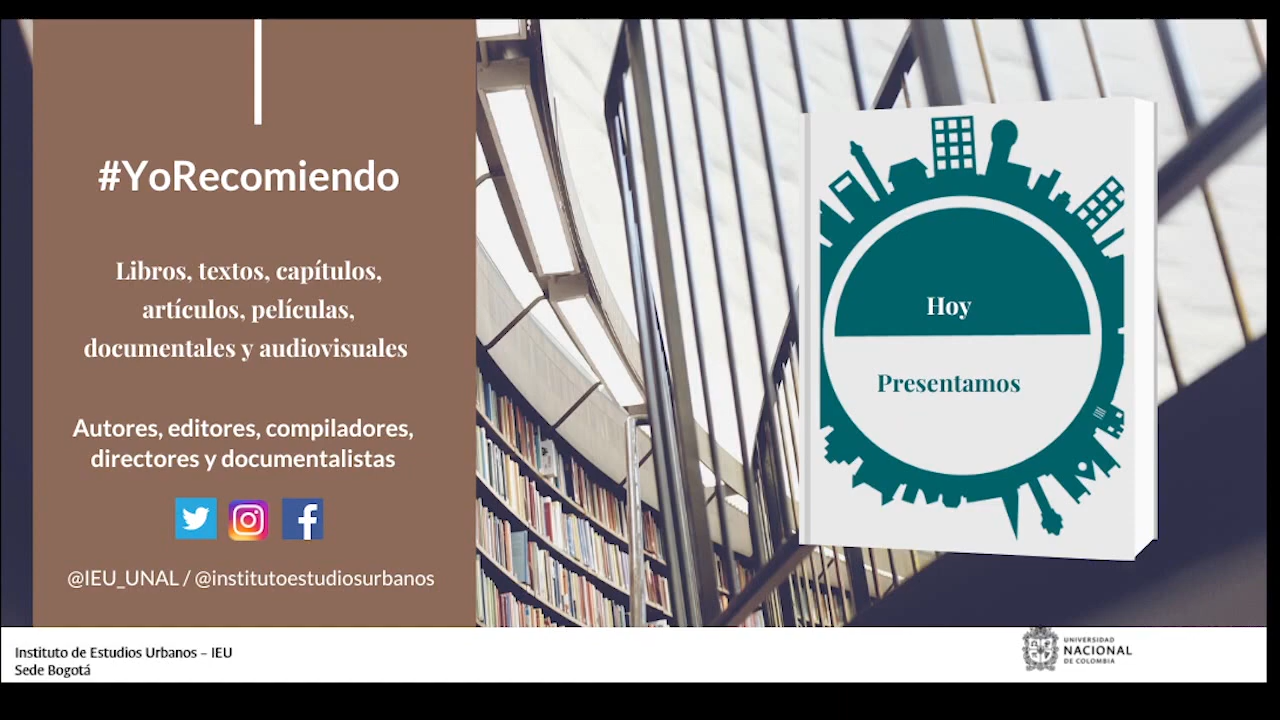 #YoRecomiendo
Libros, textos, capítulos,
artículos, películas,
documentales y audiovisuales
Autores, editores, compiladores,
directores y documentalistas
@IEU_UNAL / @institutoestudiosurbanos
Hoy
Presentamos
Instituto de Estudios Urbanos – IEU
Sede Bogotá
UNIVERSIDAD
NACIONAL
DE COLOMBIA